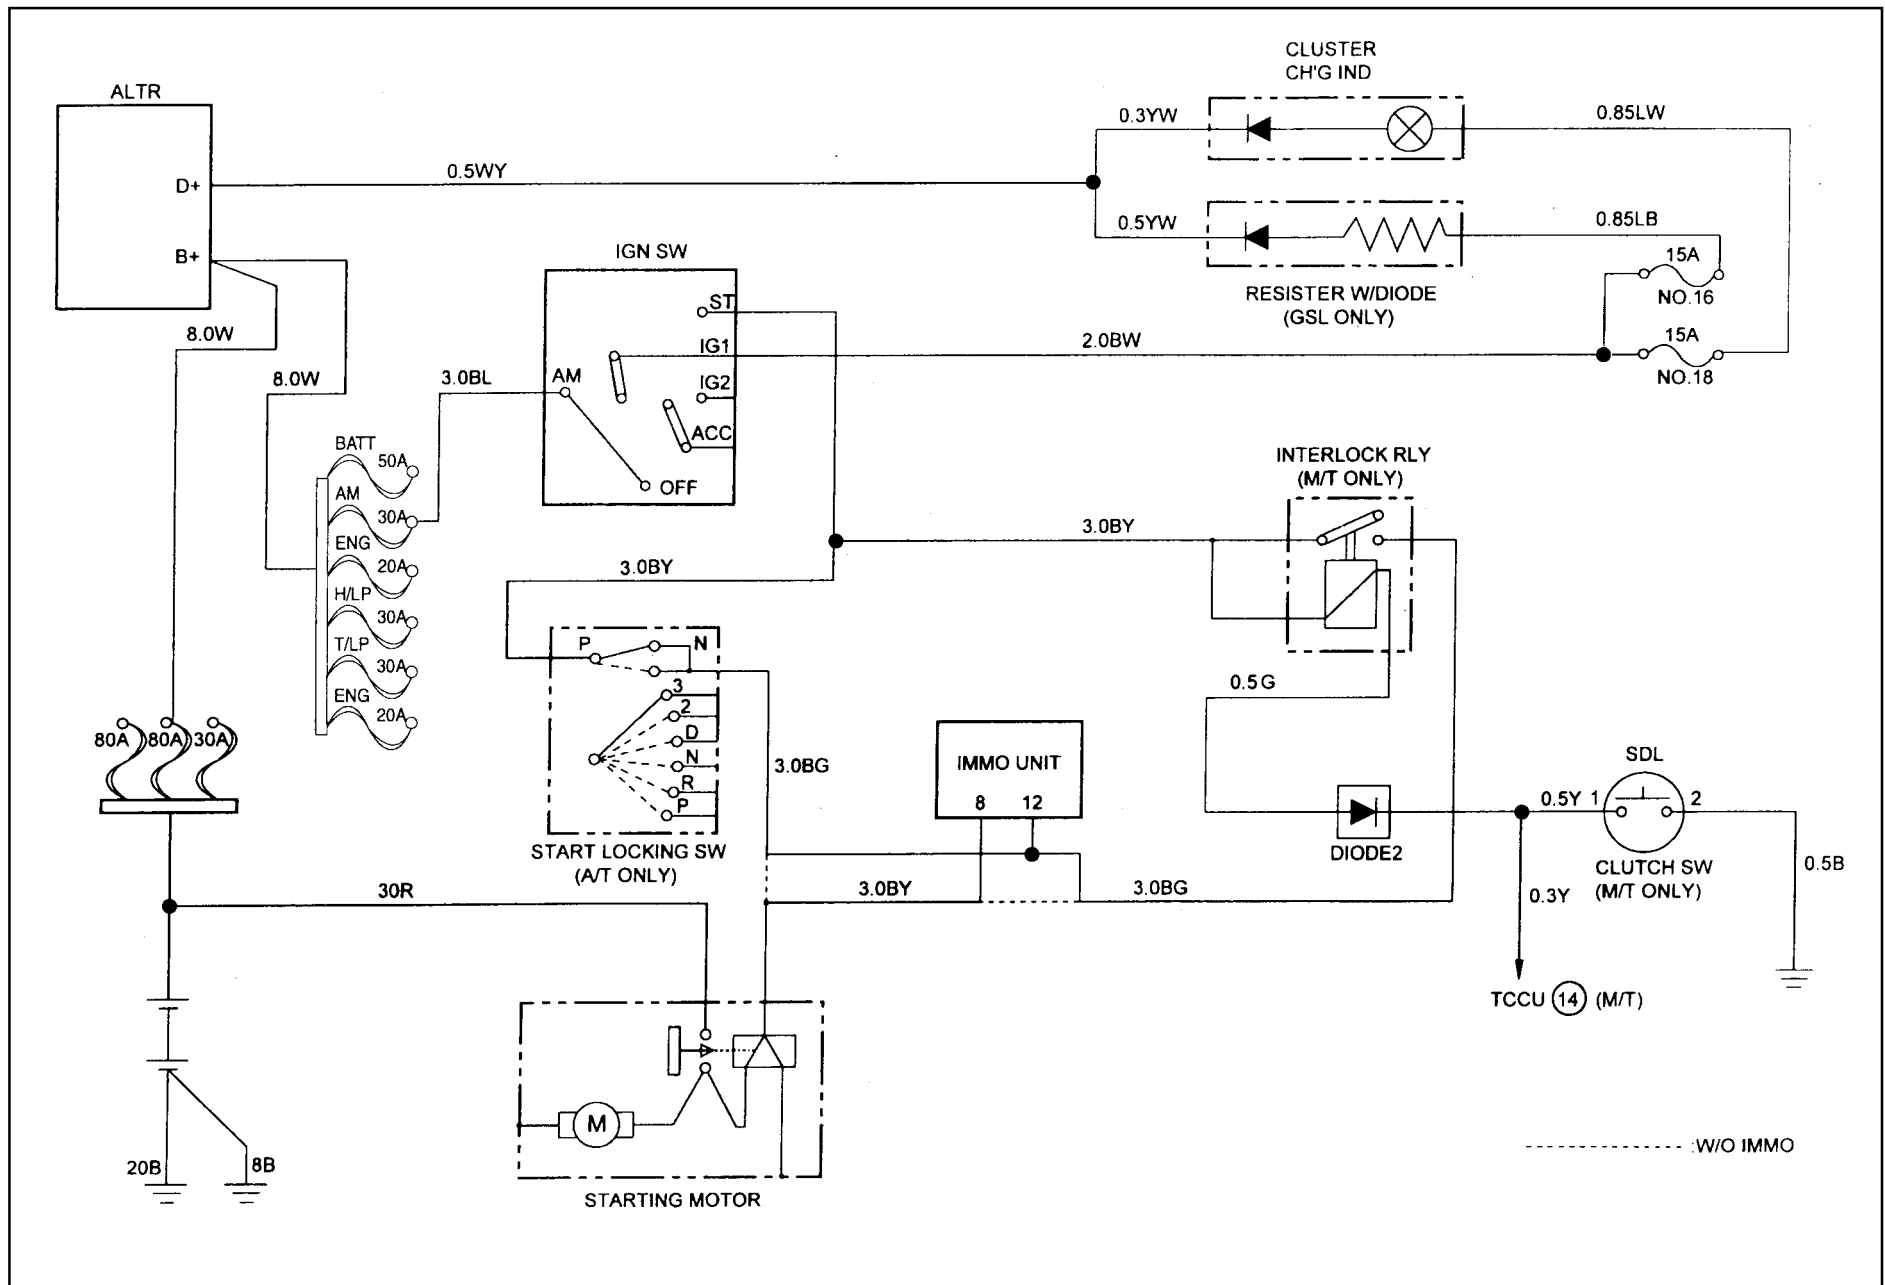 CLUSTER
CH'G IND
ALTR
0.3YW
0.85LW
D+
0.5WY
0.5YW
0.85LB
B+
IGN SW
15A
NO.16
RESISTER W/DIODE
(GSL ONLY)
ST
8.0W
IG1
2.0BW
15A
NO.18
8.0W
3.0BL
AM
IG2
ACC
OFF
BATT
50A
AM
30A
ENG
20A
H/LP
30A
T/LP
30A
ENG
20A
INTERLOCK RLY
(M/T ONLY)
3.0BY
3.0BY
P
N
3
2
D
N
R
P
0.5G
80A
80A
30A
3.0BG
IMMO UNIT
8
12
SDL
0.5Y
1
2
START LOCKING SW
(A/T ONLY)
DIODE2
CLUTCH SW
(M/T ONLY)
0.5B
30R
3.0BY
3.0BG
0.3Y
TCCU 14 (M/T)
M
20B
8B
STARTING MOTOR
:W/O IMMO